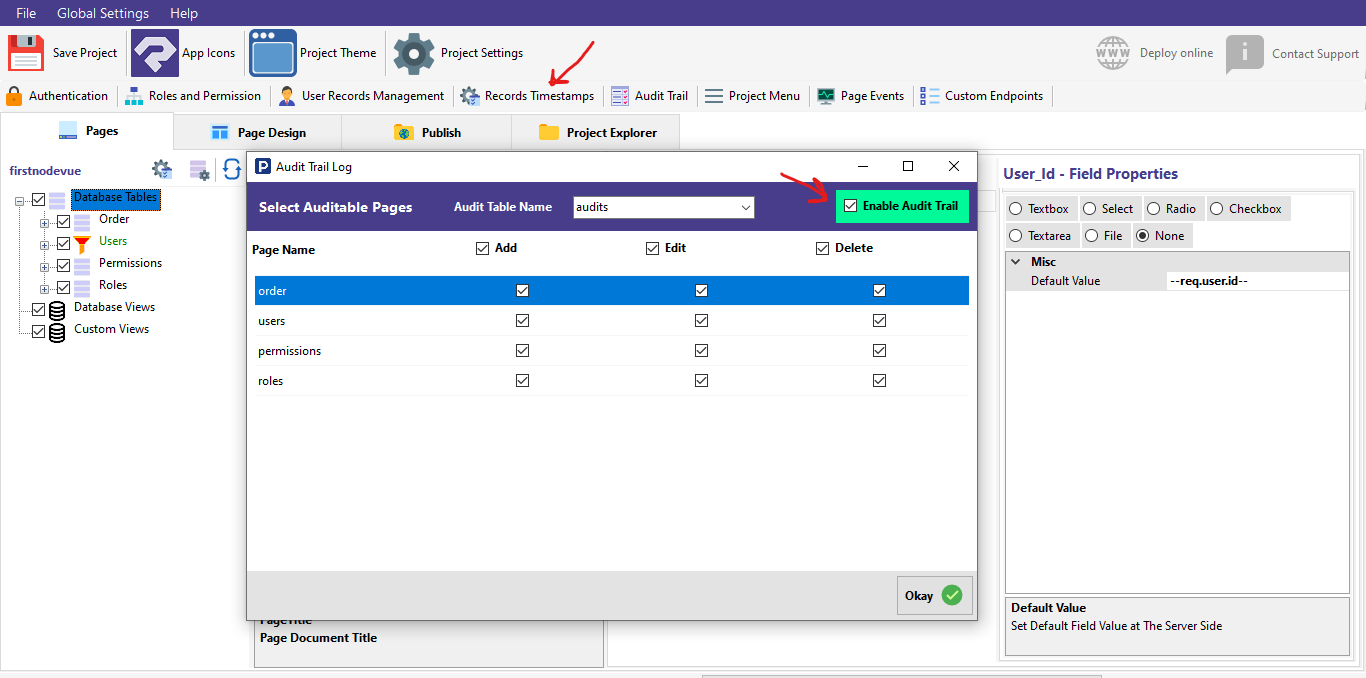 File Global Settings Help
Save Project App Icons Project Theme Project Settings
WWW Deploy online i Contact Support
Authentication Roles and Permission User Records Management Records Timestamps Audit Trail Project Menu Page Events Custom Endpoints
Pages Page Design Publish Project Explorer
firstnodevue
Database Tables
Order
Users
Permissions
Roles
Database Views
Custom Views
P Audit Trail Log
Select Auditable Pages Audit Table Name audits Enable Audit Trail
Page Name Add Edit Delete
order
users
permissions
roles
Okay
PageTitle
Page Document Title
User_Id - Field Properties
Textbox Select Radio Checkbox
Textarea File None
Misc
Default Value --req.user.id--
Default Value
Set Default Field Value at The Server Side